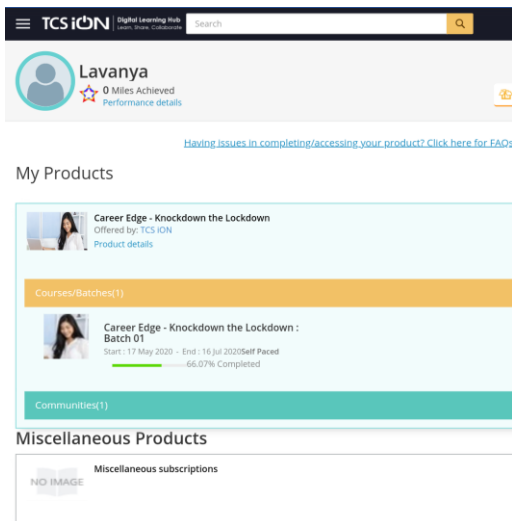 TCS iON Digital Learning Hub
Learn. Share. Collaborate
Search
Lavanya
0 Miles Achieved
Performance details
Having issues in completing/accessing your product? Click here for FAQs
My Products
Career Edge - Knockdown the Lockdown
Offered by: TCS iON
Product details
Courses/Batches(1)
Career Edge - Knockdown the Lockdown :
Batch 01
Start : 17 May 2020 - End : 16 Jul 2020Self Paced
66.07% Completed
Communities(1)
Miscellaneous Products
NO IMAGE
Miscellaneous subscriptions